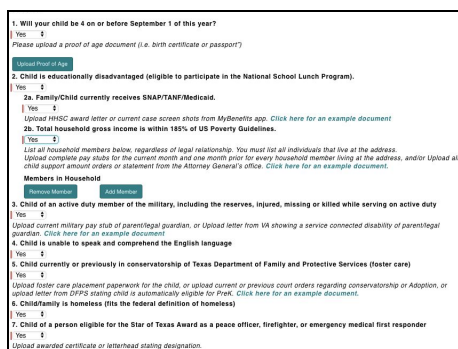 1. Will your child be 4 on or before September 1 of this year?
Yes
Please upload a proof of age document (i.e. birth certificate or passport")
Upload Proof of Age
2. Child is educationally disadvantaged (eligible to participate in the National School Lunch Program).
Yes
2a. Family/Child currently receives SNAP/TANF/Medicaid.
Yes
Upload HHSC award letter or current case screen shots from MyBenefits app. Click here for an example document
2b. Total household gross income is within 185% of US Poverty Guidelines.
Yes
List all household members below, regardless of legal relationship. You must list all individuals that live at the address.
Upload complete pay stubs for the current month and one month prior for every household member living at the address, and/or Upload all
child support amount orders or statement from the Attorney General's office. Click here for an example document.
Members in Household
Remove Member Add Member
3. Child of an active duty member of the military, including the reserves, injured, missing or killed while serving on active duty
Yes
Upload current military pay stub of parent/legal guardian, or Upload letter from VA showing a service connected disability of parent/legal
guardian. Click here for an example document
4. Child is unable to speak and comprehend the English language
Yes
5. Child currently or previously in conservatorship of Texas Department of Family and Protective Services (foster care)
Yes
Upload foster care placement paperwork for the child, or upload current or previous court orders regarding conservatorship or Adoption, or
upload letter from DFPS stating child is automatically eligible for PreK. Click here for an example document.
6. Child/family is homeless (fits the federal definition of homeless)
Yes
7. Child of a person eligible for the Star of Texas Award as a peace officer, firefighter, or emergency medical first responder
Yes
Upload awarded certificate or letterhead stating designation.